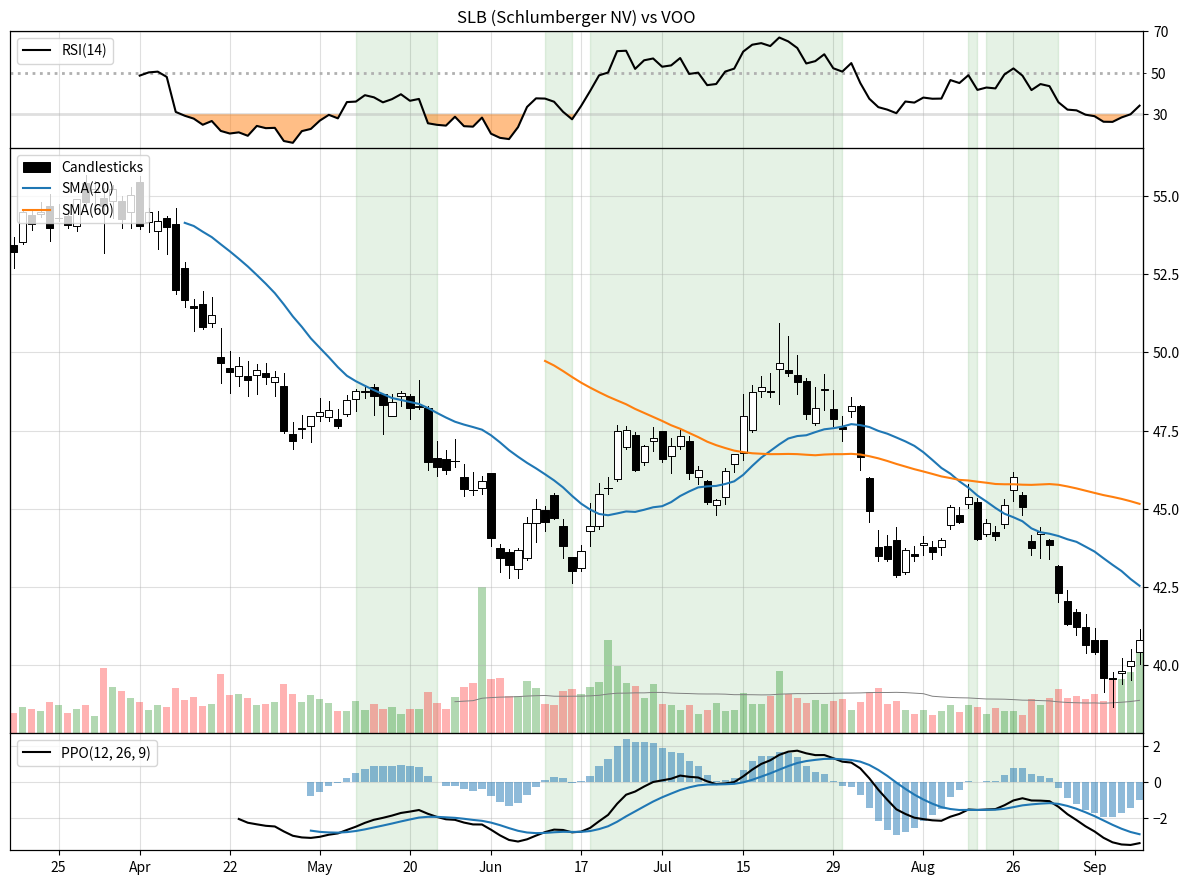 SLB (Schlumberger NV) vs VOO
RSI(14)
70
50
30
Candlesticks
SMA(20)
SMA(60)
55.0
52.5
50.0
47.5
45.0
42.5
40.0
PPO(12, 26, 9)
2
0
−2
25 Apr 22 May 20 Jun 17 Jul 15 29 Aug 26 Sep